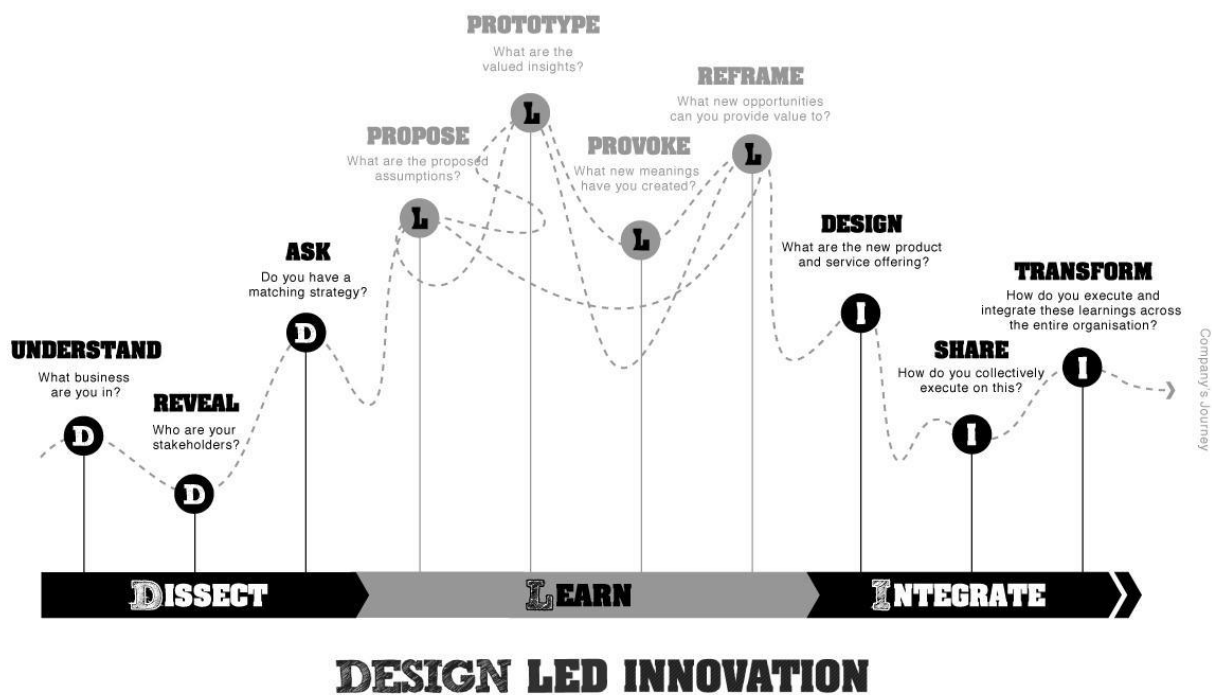 UNDERSTAND
What business
are you in?
D
REVEAL
Who are your
stakeholders?
D
ASK
Do you have a
matching strategy?
D
PROPOSE
What are the proposed
assumptions?
L
PROTOTYPE
What are the
valued insights?
L
PROVOKE
What new meanings
have you created?
L
REFRAME
What new opportunities
can you provide value to?
L
DESIGN
What are the new product
and service offering?
I
SHARE
How do you collectively
execute on this?
I
TRANSFORM
How do you execute and
integrate these learnings across
the entire organisation?
I
Company's Journey
DISSECT
LEARN
INTEGRATE
DESIGN LED INNOVATION